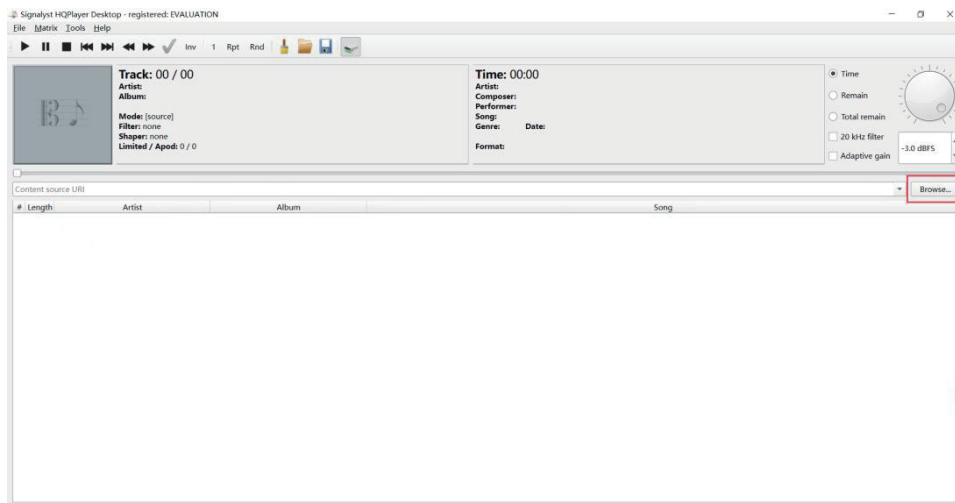 Signalyst HQPlayer Desktop - registered: EVALUATION
File Matrix Tools Help
Inv 1 Rpt Rnd
Track: 00 / 00
Artist:
Album:
Mode: [source]
Filter: none
Shaper: none
Limited / Apod: 0 / 0
Time: 00:00
Artist:
Composer:
Performer:
Song:
Genre: Date:
Format:
Time
Remain
Total remain
20 kHz filter
Adaptive gain
-3.0 dBFS
Content source URI
Browse...
# Length Artist Album Song